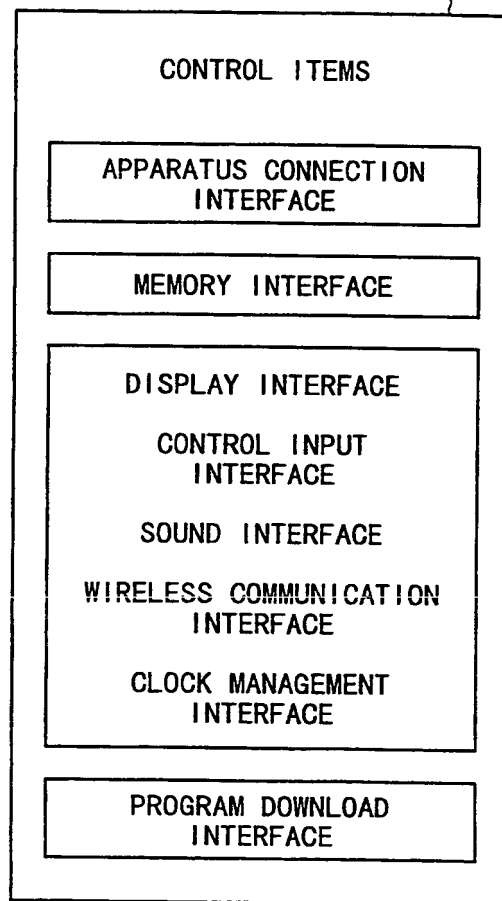 CONTROL ITEMS
APPARATUS CONNECTION
INTERFACE
MEMORY INTERFACE
DISPLAY INTERFACE
CONTROL INPUT
INTERFACE
SOUND INTERFACE
WIRELESS COMMUNICATION
INTERFACE
CLOCK MANAGEMENT
INTERFACE
PROGRAM DOWNLOAD
INTERFACE